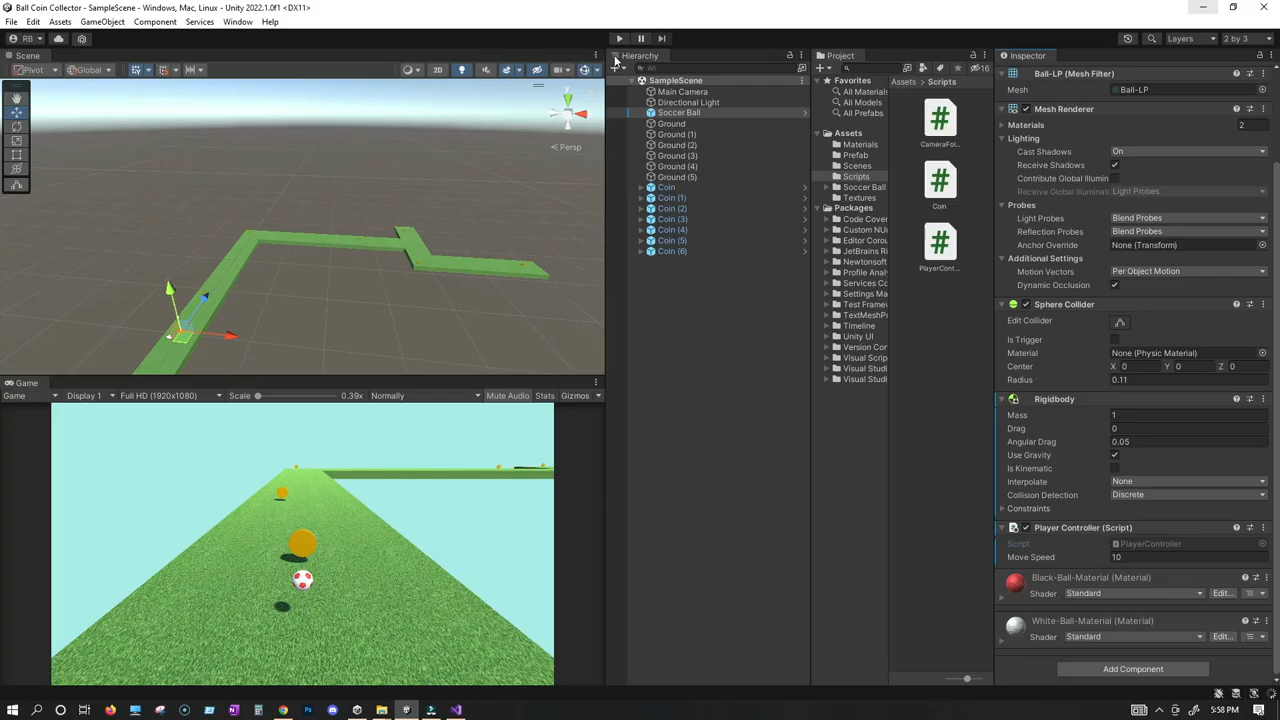 Ball Coin Collector - SampleScene - Windows, Mac, Linux - Unity 2022.1.0f1 <DX11>
File Edit Assets GameObject Component Services Window Help
RB
Layers 2 by 3
Scene
Pivot Global 2D
Persp
Game
Game Display 1 Full HD (1920x1080) Scale 0.39x Normally Mute Audio Stats Gizmos
Hierarchy
All
SampleScene
Main Camera
Directional Light
Soccer Ball
Ground
Ground (1)
Ground (2)
Ground (3)
Ground (4)
Ground (5)
Coin
Coin (1)
Coin (2)
Coin (3)
Coin (4)
Coin (5)
Coin (6)
Project
16
Favorites
All Materials
All Models
All Prefabs
Assets
Materials
Prefab
Scenes
Scripts
Soccer Ball
Textures
Packages
Code Cover
Custom NU
Editor Corou
JetBrains Ri
Newtonsoft
Profile Analy
Services Co
Settings Ma
Test Framew
TextMeshPr
Timeline
Unity UI
Version Con
Visual Scrip
Visual Studi
Visual Studi
Assets Scripts
CameraFol...
Coin
PlayerCont...
Inspector
Ball-LP (Mesh Filter)
Mesh Ball-LP
Mesh Renderer
Materials 2
Lighting
Cast Shadows On
Receive Shadows
Contribute Global Illumin
Receive Global Illuminati Light Probes
Probes
Light Probes Blend Probes
Reflection Probes Blend Probes
Anchor Override None (Transform)
Additional Settings
Motion Vectors Per Object Motion
Dynamic Occlusion
Sphere Collider
Edit Collider
Is Trigger
Material None (Physic Material)
Center X 0 Y 0 Z 0
Radius 0.11
Rigidbody
Mass 1
Drag 0
Angular Drag 0.05
Use Gravity
Is Kinematic
Interpolate None
Collision Detection Discrete
Constraints
Player Controller (Script)
Script PlayerController
Move Speed 10
Black-Ball-Material (Material)
Shader Standard Edit...
White-Ball-Material (Material)
Shader Standard Edit...
Add Component
5:58 PM